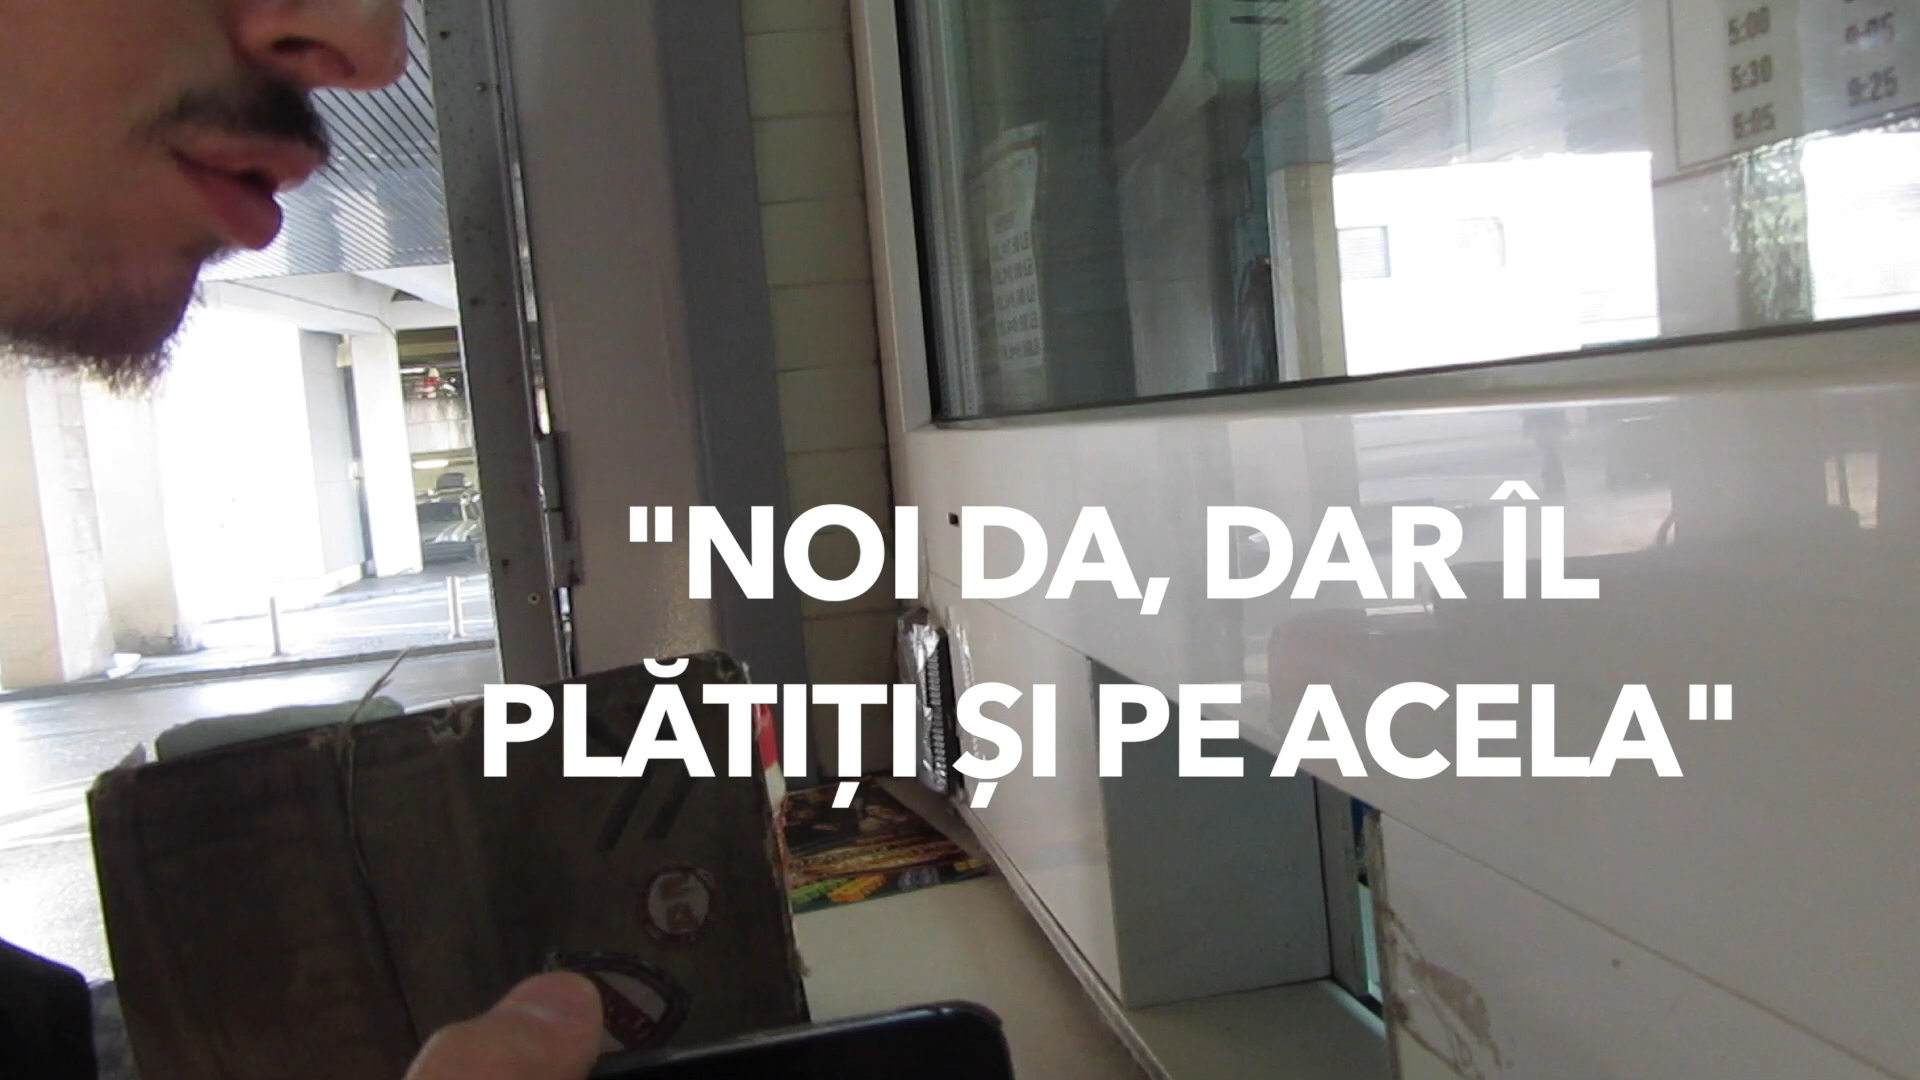 5:00
9:05
5:30
9:25
6:05
"NOI DA, DAR ÎL
PLĂTIȚI ȘI PE ACELA"